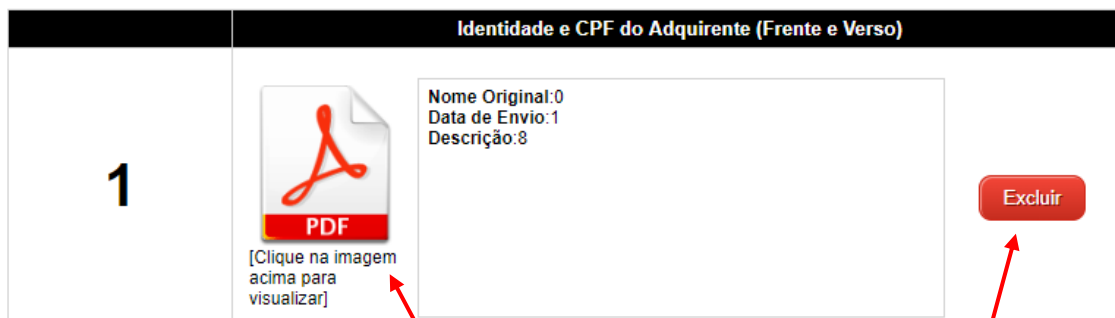 Identidade e CPF do Adquirente (Frente e Verso)
1
PDF
[Clique na imagem
acima para
visualizar]
Nome Original:0
Data de Envio:1
Descrição:8
Excluir